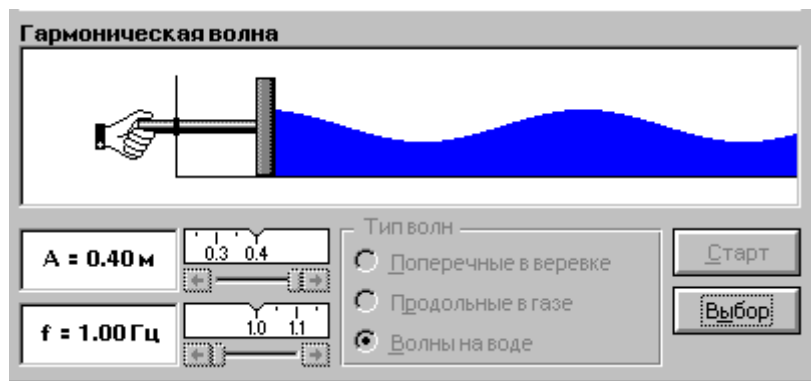 Гармоническая волна
A = 0.40 м
0.3 0.4
f = 1.00 Гц
1.0 1.1
Тип волн
Поперечные в веревке
Продольные в газе
Волны на воде
Старт
Выбор